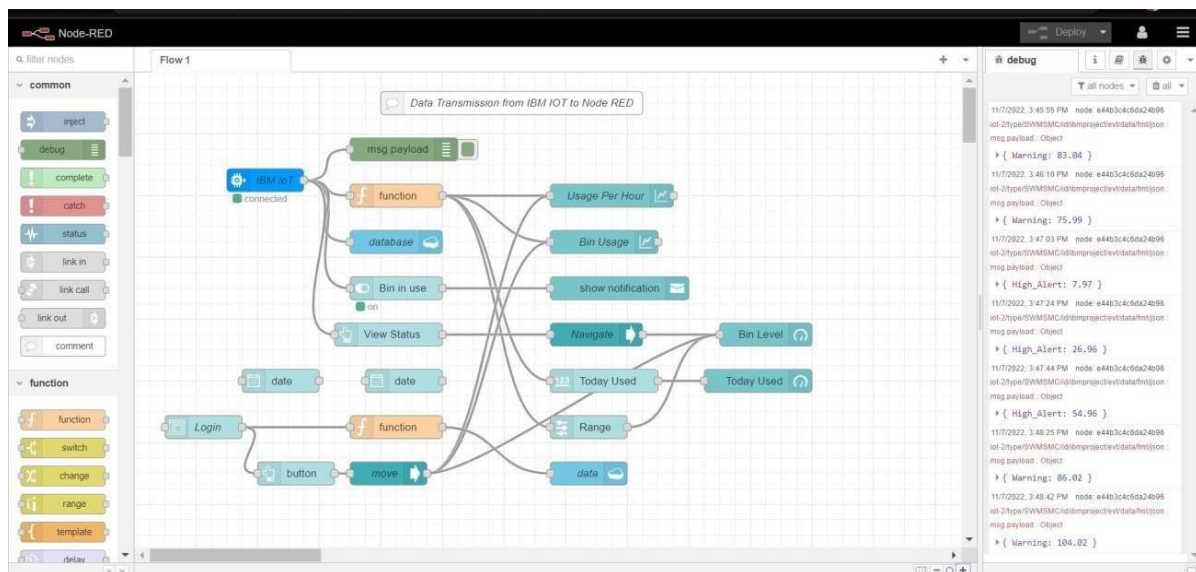 Node-RED
Deploy
filter nodes
Flow 1
debug
i
all nodes
all
common
inject
debug
complete
catch
status
link in
link call
link out
comment
function
function
switch
change
range
template
delay
Data Transmission from IBM IOT to Node RED
msg.payload
IBM IoT
connected
function
Usage Per Hour
database
Bin Usage
Bin in use
on
show notification
View Status
Navigate
Bin Level
date
date
Today Used
Today Used
Login
function
Range
button
move
data
11/7/2022, 3:45:55 PM node: e44b3c4c6da24b96
iot-2/type/SWMSMC/id/ibmproject/evt/data/fmt/json :
msg.payload : Object
{ Warning: 83.04 }
11/7/2022, 3:46:10 PM node: e44b3c4c6da24b96
iot-2/type/SWMSMC/id/ibmproject/evt/data/fmt/json :
msg.payload : Object
{ Warning: 75.99 }
11/7/2022, 3:47:03 PM node: e44b3c4c6da24b96
iot-2/type/SWMSMC/id/ibmproject/evt/data/fmt/json :
msg.payload : Object
{ High_Alert: 7.97 }
11/7/2022, 3:47:24 PM node: e44b3c4c6da24b96
iot-2/type/SWMSMC/id/ibmproject/evt/data/fmt/json :
msg.payload : Object
{ High_Alert: 26.96 }
11/7/2022, 3:47:44 PM node: e44b3c4c6da24b96
iot-2/type/SWMSMC/id/ibmproject/evt/data/fmt/json :
msg.payload : Object
{ High_Alert: 54.96 }
11/7/2022, 3:48:25 PM node: e44b3c4c6da24b96
iot-2/type/SWMSMC/id/ibmproject/evt/data/fmt/json :
msg.payload : Object
{ Warning: 86.02 }
11/7/2022, 3:48:42 PM node: e44b3c4c6da24b96
iot-2/type/SWMSMC/id/ibmproject/evt/data/fmt/json :
msg.payload : Object
{ Warning: 104.02 }